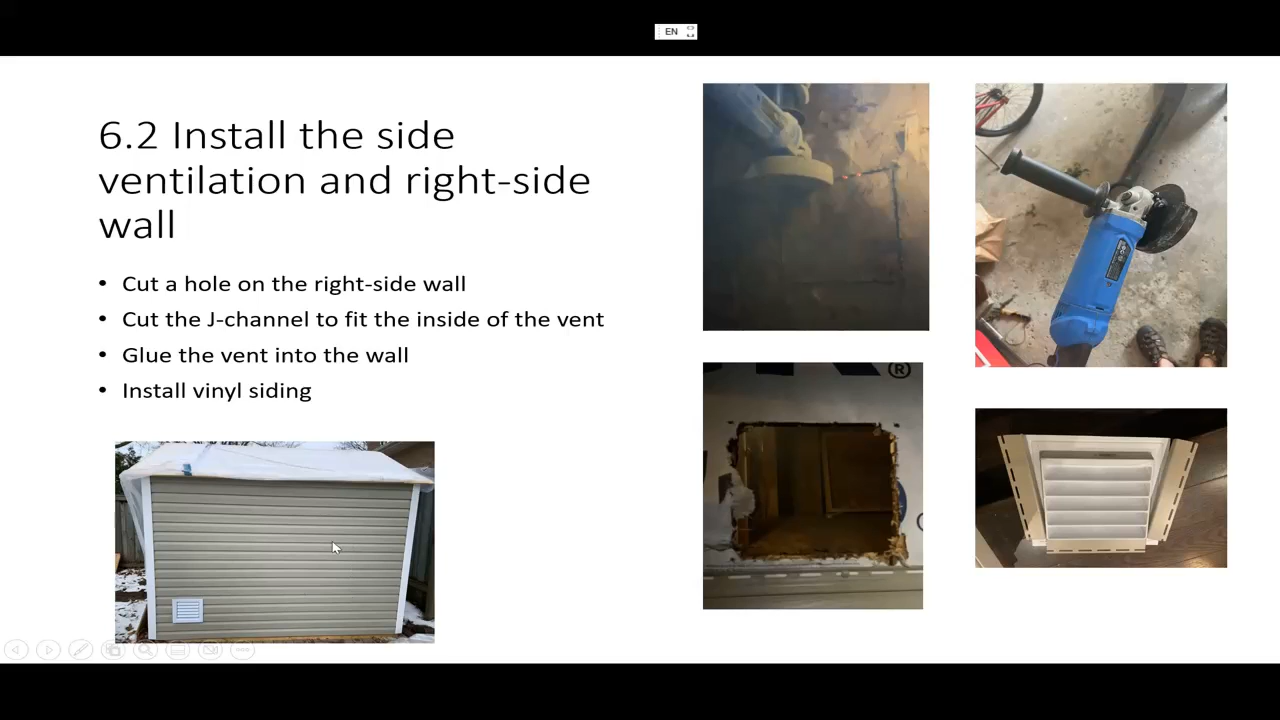 EN
6.2 Install the side
ventilation and right-side
wall
• Cut a hole on the right-side wall
• Cut the J-channel to fit the inside of the vent
• Glue the vent into the wall
• Install vinyl siding
®